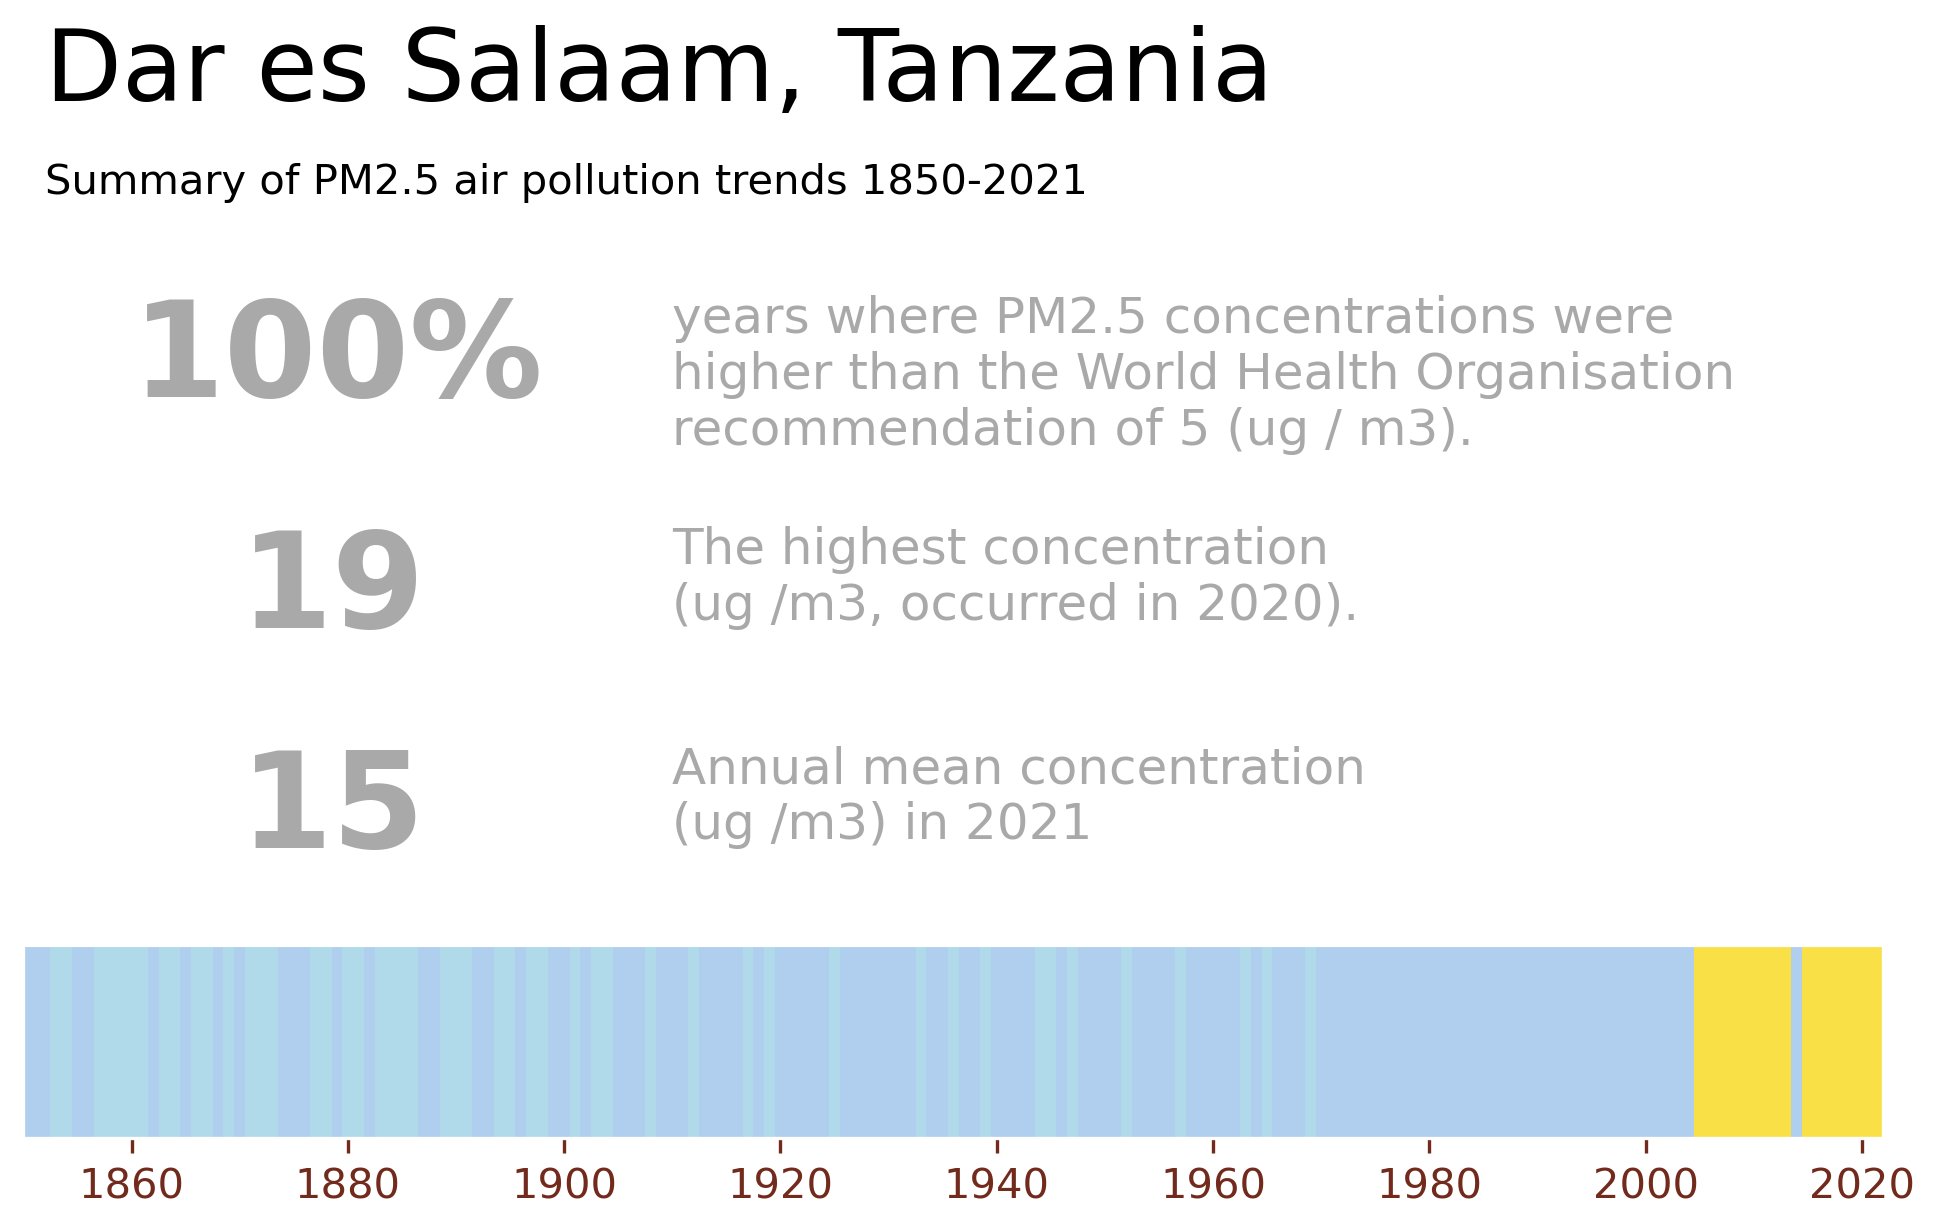 Dar es Salaam, Tanzania
Summary of PM2.5 air pollution trends 1850-2021
100%
years where PM2.5 concentrations were
higher than the World Health Organisation
recommendation of 5 (ug / m3).
19
The highest concentration
(ug /m3, occurred in 2020).
15
Annual mean concentration
(ug /m3) in 2021
1860 1880 1900 1920 1940 1960 1980 2000 2020